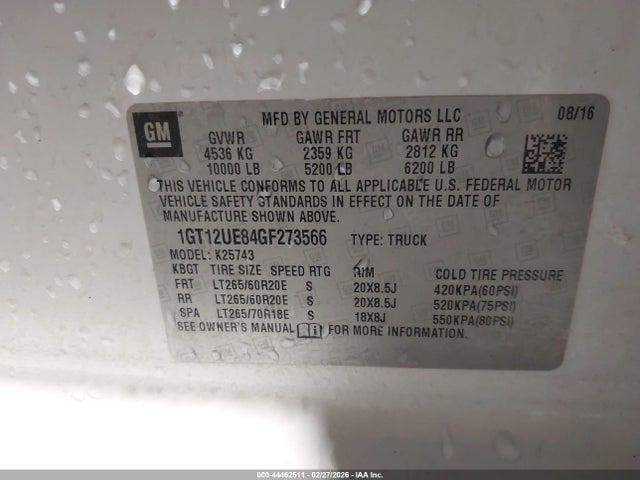 MFD BY GENERAL MOTORS LLC 08/16
GM
GVWR GAWR FRT GAWR RR
4536 KG 2359 KG 2812 KG
10000 LB 5200 LB 6200 LB
THIS VEHICLE CONFORMS TO ALL APPLICABLE U.S. FEDERAL MOTOR
VEHICLE SAFETY STANDARDS IN EFFECT ON THE DATE OF
MANUFACTURE SHOWN ABOVE.
1GT12UE84GF273566 TYPE: TRUCK
MODEL: K25743
KBGT TIRE SIZE SPEED RTG RIM COLD TIRE PRESSURE
FRT LT265/60R20E S 20X8.5J 420KPA(60PSI)
RR LT265/60R20E S 20X8.5J 520KPA(75PSI)
SPA LT265/70R18E S 18X8J 550KPA(80PSI)
SEE OWNER'S MANUAL FOR MORE INFORMATION.
000-44462511 - 02/27/2026 - IAA Inc.